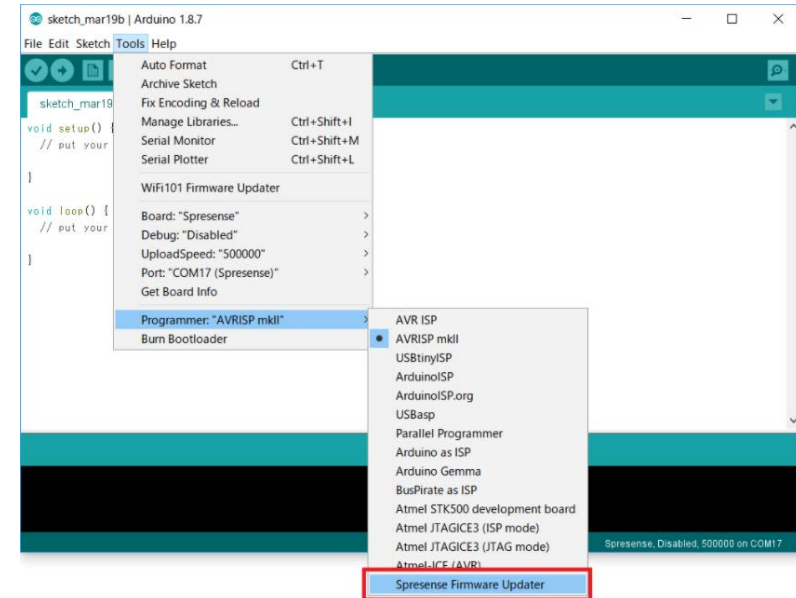 sketch_mar19b | Arduino 1.8.7
File Edit Sketch Tools Help
sketch_mar19
void setup() {
// put your
}
void loop() {
// put your
}
Auto Format Ctrl+T
Archive Sketch
Fix Encoding & Reload
Manage Libraries... Ctrl+Shift+I
Serial Monitor Ctrl+Shift+M
Serial Plotter Ctrl+Shift+L
WiFi101 Firmware Updater
Board: "Spresense"
Debug: "Disabled"
UploadSpeed: "500000"
Port: "COM17 (Spresense)"
Get Board Info
Programmer: "AVRISP mkII"
Burn Bootloader
AVR ISP
AVRISP mkII
USBtinyISP
ArduinoISP
ArduinoISP.org
USBasp
Parallel Programmer
Arduino as ISP
Arduino Gemma
BusPirate as ISP
Atmel STK500 development board
Atmel JTAGICE3 (ISP mode)
Atmel JTAGICE3 (JTAG mode)
Atmel-ICE (AVR)
Spresense Firmware Updater
Spresense, Disabled, 500000 on COM17